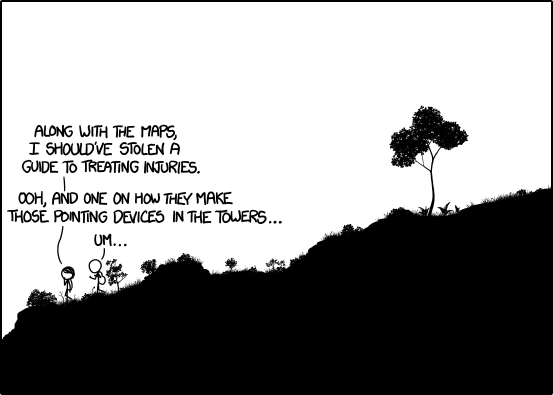 ALONG WITH THE MAPS,
I SHOULD'VE STOLEN A
GUIDE TO TREATING INJURIES.
OOH, AND ONE ON HOW THEY MAKE
THOSE POINTING DEVICES IN THE TOWERS...
UM...